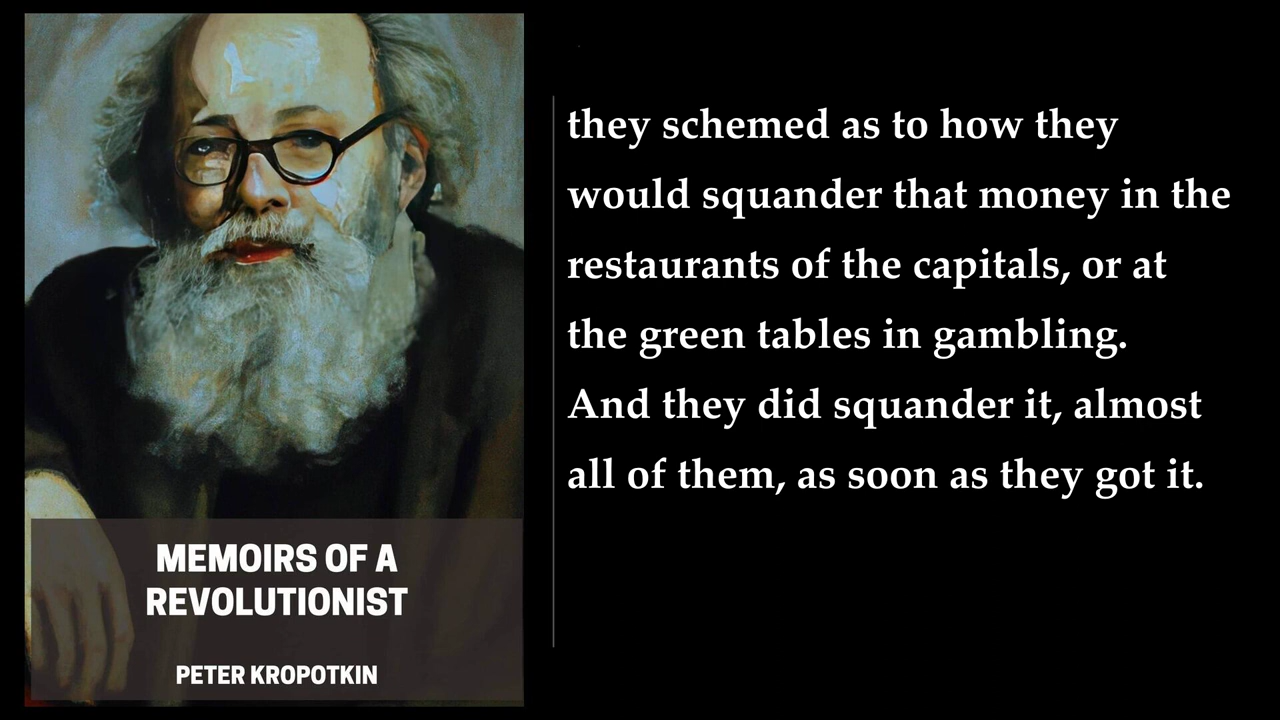 they schemed as to how they
would squander that money in the
restaurants of the capitals, or at
the green tables in gambling.
And they did squander it, almost
all of them, as soon as they got it.
MEMOIRS OF A
REVOLUTIONIST
PETER KROPOTKIN